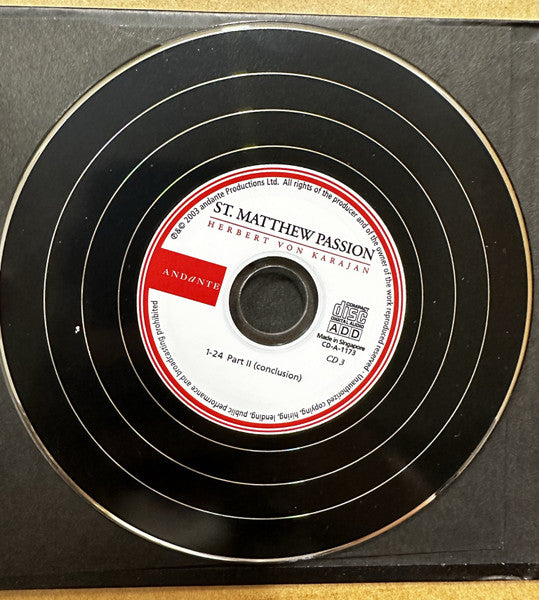 ℗&© 2003 andante Productions Ltd. All rights of the producer and of the owner of the work reproduced reserved. Unauthorized copying, hiring, lending, public performance and broadcasting prohibited
ST. MATTHEW PASSION
HERBERT VON KARAJAN
ANDaNTE
COMPACT
disc
DIGITAL AUDIO
ADD
Made in Singapore
CD-A-1173
CD 3
1-24 Part II (conclusion)